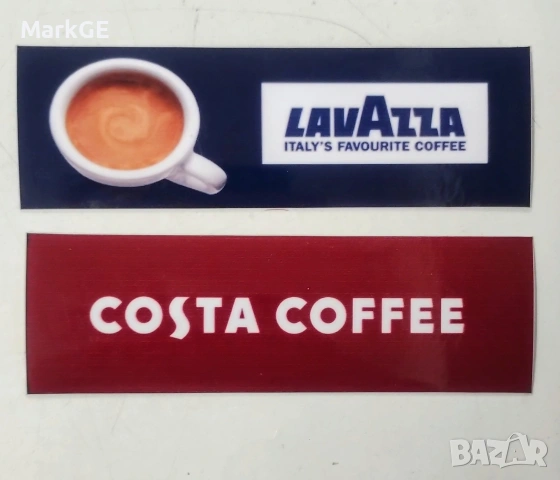 MarkGE
LAVAZZA
ITALY'S FAVOURITE COFFEE
COSTA COFFEE
BAZAR